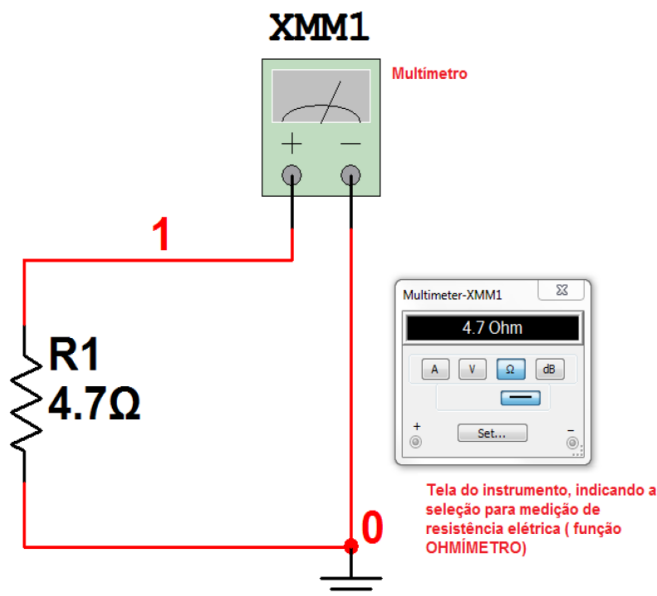 XMM1
Multimetro
1
R1
4.7Ω
Multimeter-XMM1
4.7 Ohm
A V Ω dB
+ Set... –
0
Tela do instrumento, indicando a
seleção para medição de
resistência elétrica ( função
OHMÍMETRO)